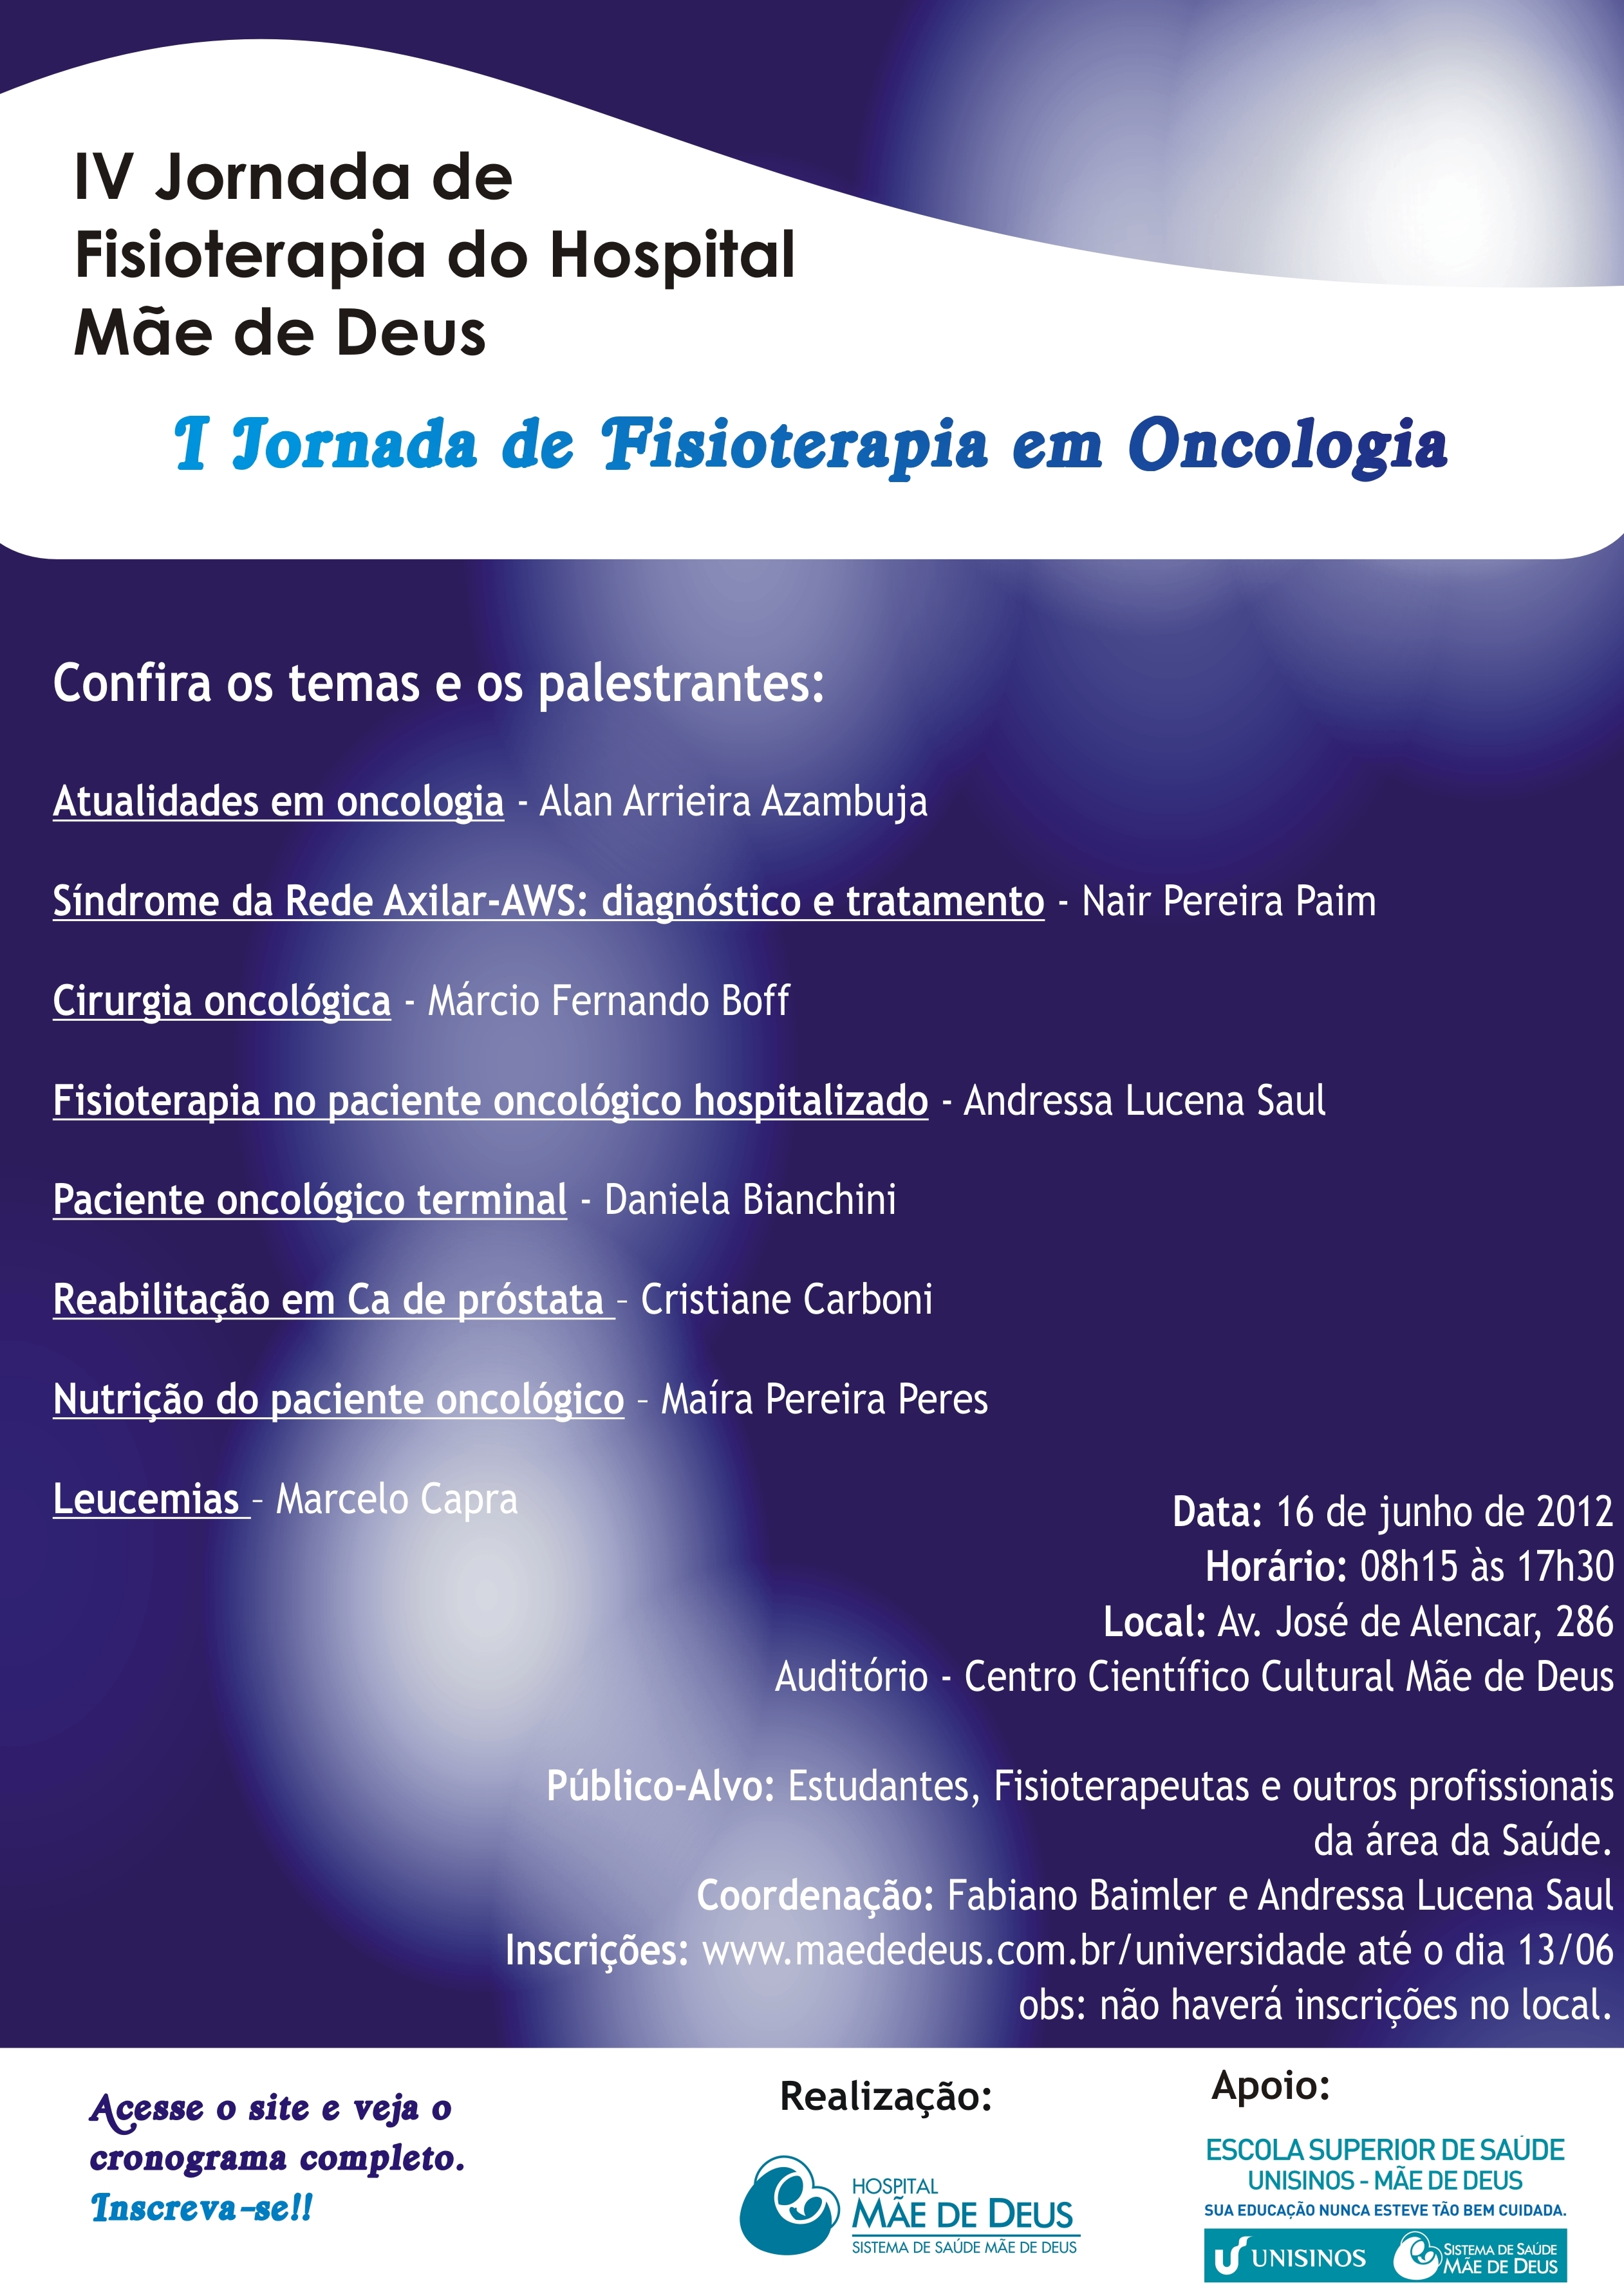 IV Jornada de
Fisioterapia do Hospital
Mãe de Deus
I Jornada de Fisioterapia em Oncologia
Confira os temas e os palestrantes:
Atualidades em oncologia - Alan Arrieira Azambuja
Síndrome da Rede Axilar-AWS: diagnóstico e tratamento - Nair Pereira Paim
Cirurgia oncológica - Márcio Fernando Boff
Fisioterapia no paciente oncológico hospitalizado - Andressa Lucena Saul
Paciente oncológico terminal - Daniela Bianchini
Reabilitação em Ca de próstata – Cristiane Carboni
Nutrição do paciente oncológico – Maíra Pereira Peres
Leucemias – Marcelo Capra
Data: 16 de junho de 2012
Horário: 08h15 às 17h30
Local: Av. José de Alencar, 286
Auditório - Centro Científico Cultural Mãe de Deus
Público-Alvo: Estudantes, Fisioterapeutas e outros profissionais
da área da Saúde.
Coordenação: Fabiano Baimler e Andressa Lucena Saul
Inscrições: www.maededeus.com.br/universidade até o dia 13/06
obs: não haverá inscrições no local.
Acesse o site e veja o
cronograma completo.
Inscreva-se!!
Realização:
HOSPITAL
MÃE DE DEUS
SISTEMA DE SAÚDE MÃE DE DEUS
Apoio:
ESCOLA SUPERIOR DE SAÚDE
UNISINOS - MÃE DE DEUS
SUA EDUCAÇÃO NUNCA ESTEVE TÃO BEM CUIDADA.
UNISINOS
SISTEMA DE SAÚDE
MÃE DE DEUS